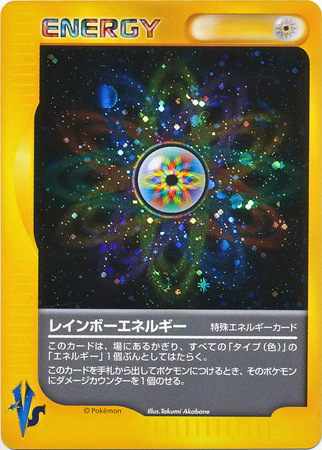 ENERGY
レインボーエネルギー 特殊エネルギーカード
このカードは、場にあるかぎり、すべての「タイプ(色)」の
「エネルギー」1個ぶんとしてはたらく。
このカードを手札から出してポケモンにつけるとき、そのポケモン
にダメージカウンターを1個のせる。
VS
© Pokémon Illus.Takumi Akabane